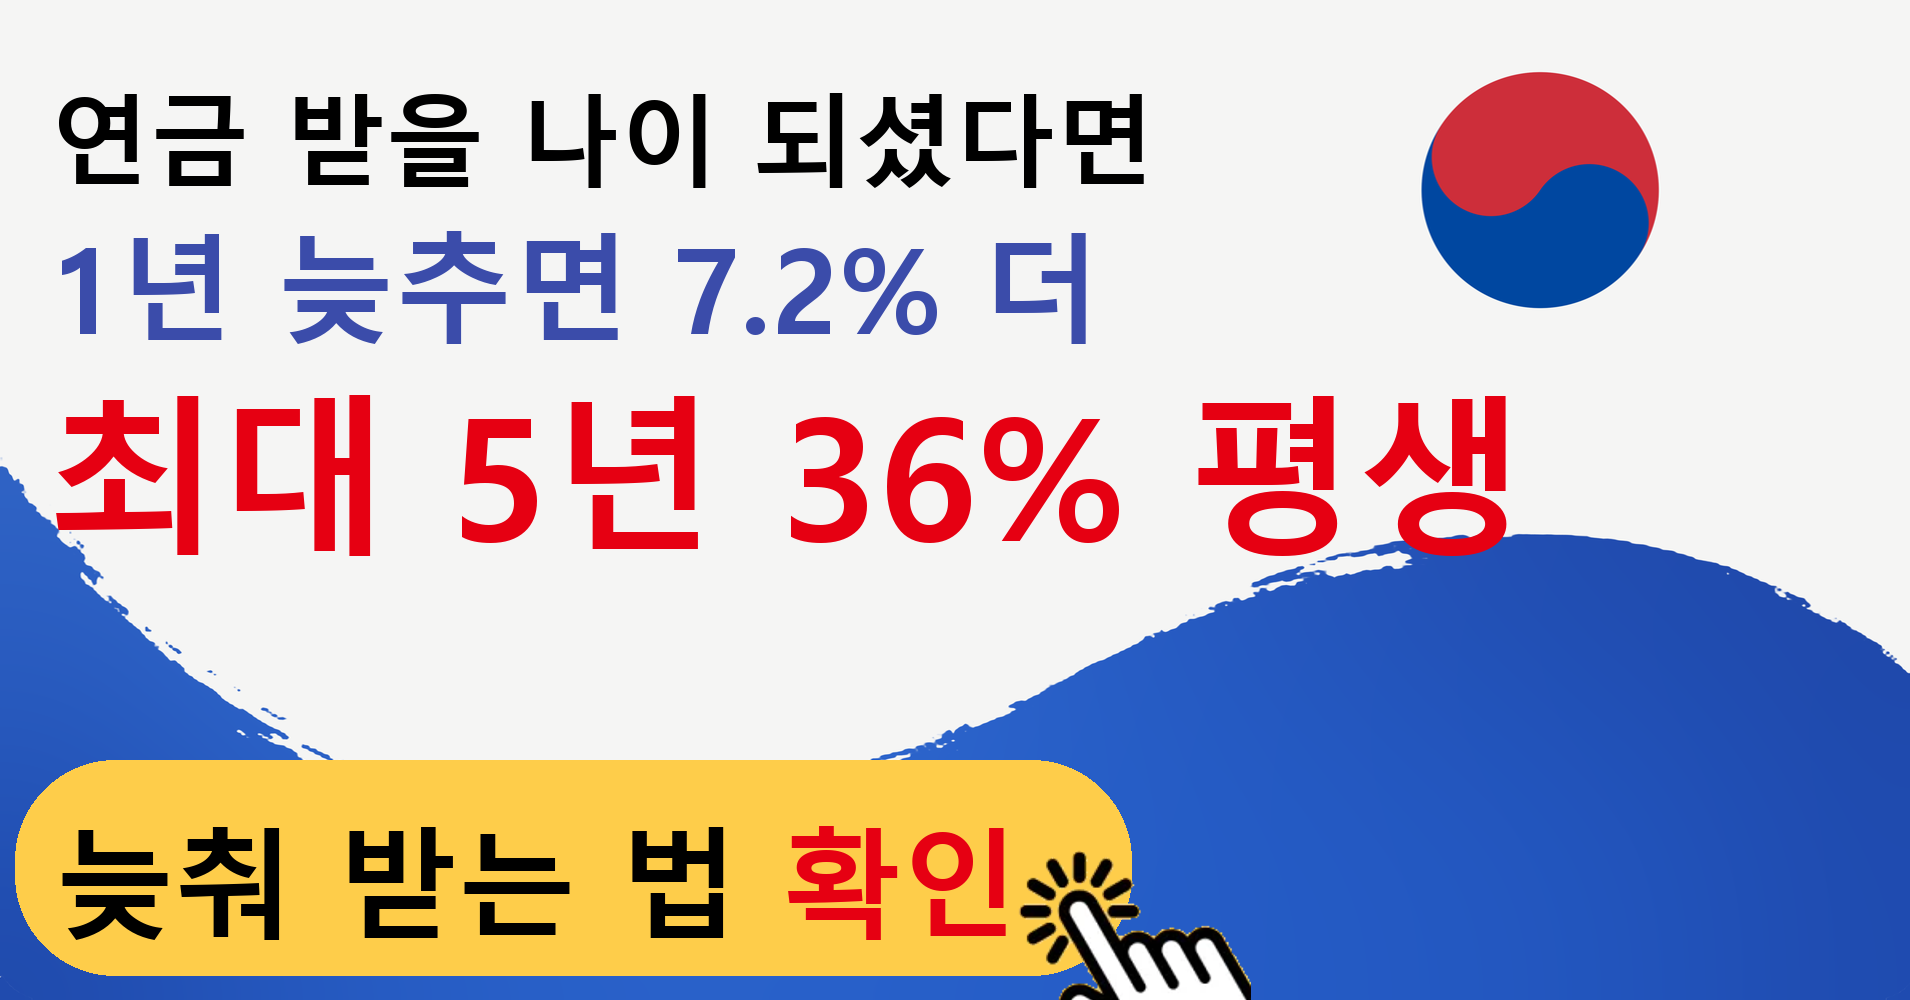 연금 받을 나이 되셨다면
1년 늦추면 7.2% 더
최대 5년 36% 평생
늦춰 받는 법 확인